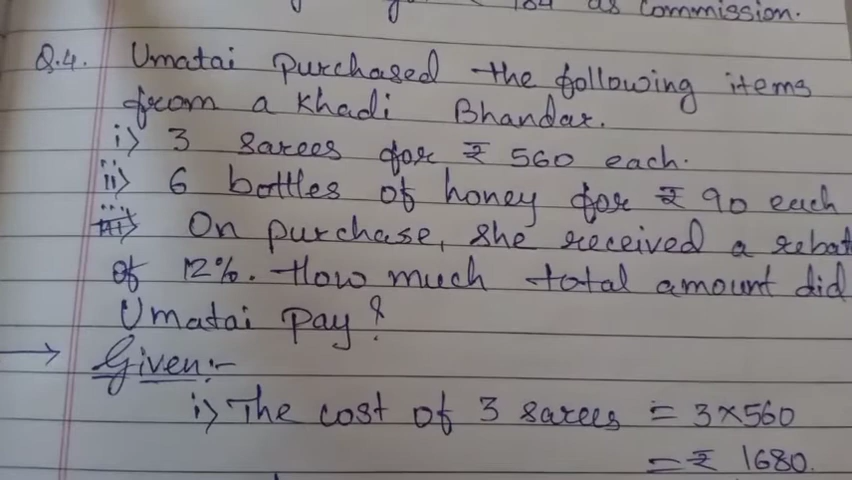 184 as commission.
Q.4. Umatai purchased the following items
from a Khadi Bhandar.
i) 3 sarees for ₹ 560 each.
ii) 6 bottles of honey for ₹ 90 each
On purchase, she received a rebat
of 12%. How much total amount did
Umatai pay?
→ Given:-
i) The cost of 3 sarees = 3×560
= ₹ 1680.